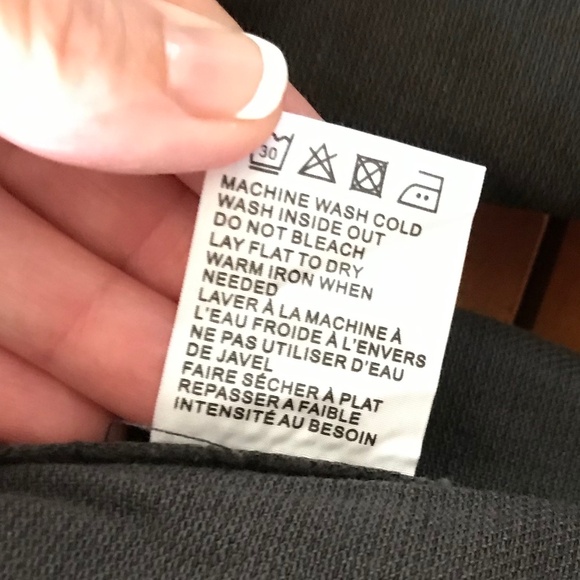 30
MACHINE WASH COLD
WASH INSIDE OUT
DO NOT BLEACH
LAY FLAT TO DRY
WARM IRON WHEN
NEEDED
LAVER À LA MACHINE À
L'EAU FROIDE À L'ENVERS
NE PAS UTILISER D'EAU
DE JAVEL
FAIRE SÉCHER À PLAT
REPASSER A FAIBLE
INTENSITÉ AU BESOIN